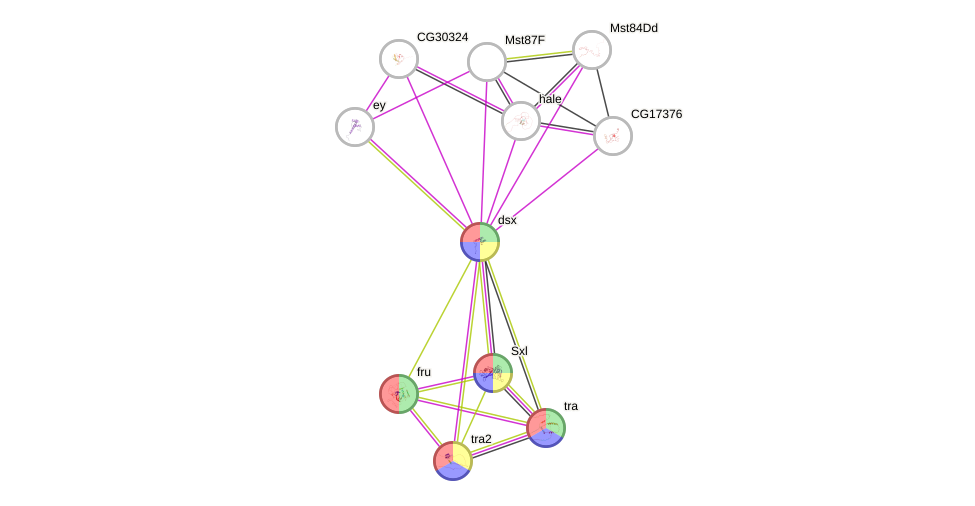 Mst84Dd
CG30324
Mst87F
hale
ey
CG17376
dsx
Sxl
fru
tra
tra2